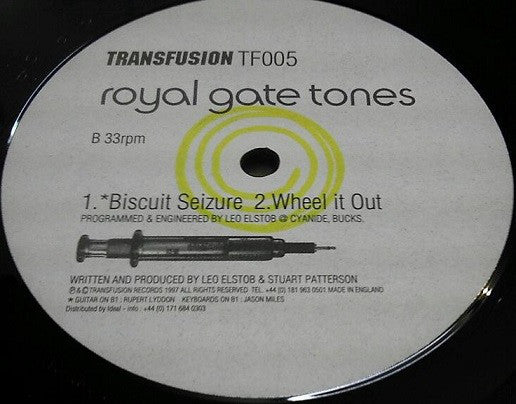 TRANSFUSION TF005
royal gate tones
B 33rpm
1.*Biscuit Seizure 2.Wheel it Out
PROGRAMMED & ENGINEERED BY LEO ELSTOB @ CYANIDE, BUCKS.
WRITTEN AND PRODUCED BY LEO ELSTOB & STUART PATTERSON
℗&© TRANSFUSION RECORDS 1997 ALL RIGHTS RESERVED TEL. +44 (0) 181 963 0501 MADE IN ENGLAND
* GUITAR ON B1 : RUPERT LYDDON KEYBOARDS ON B1 : JASON MILES
Distributed by Ideal - info : +44 (0) 171 684 0303